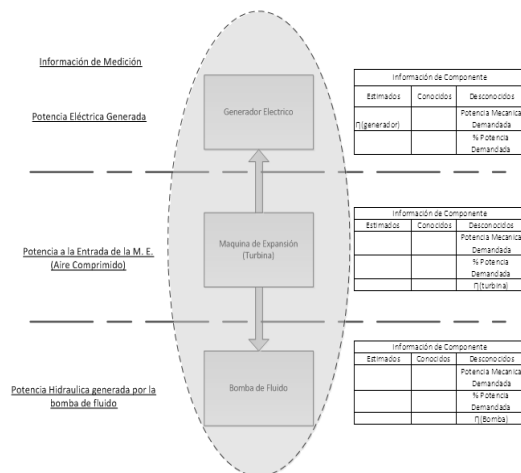 Información de Medición
Potencia Eléctrica Generada
Generador Electrico
Información de Componente
Estimados Conocidos Desconocidos
Potencia Mecanica
Demandada
∏(generador)
% Potencia
Demandada
Potencia a la Entrada de la M. E.
(Aire Comprimido)
Maquina de Expansión
(Turbina)
Información de Componente
Estimados Conocidos Desconocidos
Potencia Mecanica
Demandada
% Potencia
Demandada
∏(turbina)
Potencia Hidraulica generada por la
bomba de fluido
Bomba de Fluido
Información de Componente
Estimados Conocidos Desconocidos
Potencia Mecanica
Demandada
% Potencia
Demandada
∏(Bomba)